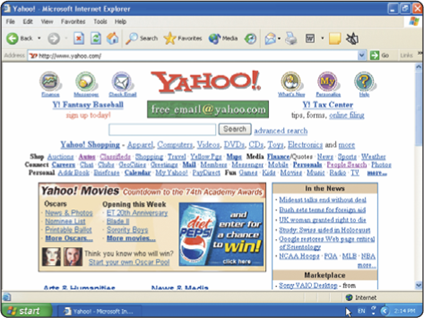 Yahoo! - Microsoft Internet Explorer
File Edit View Favorites Tools Help
Back Search Favorites Media
Address http://www.yahoo.com/ Go Links
YAHOO!
Finance Messenger Check Email What's New Personalize Help
Y! Fantasy Baseball
sign up today!
free email@yahoo.com
Y! Tax Center
tips, forms, online filing
Search advanced search
Yahoo! Shopping - Apparel, Computers, Videos, DVDs, CDs, Toys, Electronics and more
Shop Auctions Autos Classifieds Shopping Travel Yellow Pgs Maps Media Finance/Quotes News Sports Weather
Connect Careers Chat Clubs GeoCities Greetings Mail Members Messenger Mobile Personals People Search Photos
Personal Addr Book Briefcase Calendar My Yahoo! PayDirect Fun Games Kids Movies Music Radio TV more...
Yahoo! Movies Countdown to the 74th Academy Awards
Oscars
News & Photos
Nominee List
Printable Ballot
More Oscars...
Opening this Week
ET 20th Anniversary
Blade II
Sorority Boys
More movies...
Think you know who will win?
Start your own Oscar Pool
diet PEPSI
and enter
for a
chance
to win!
click here
In the News
Mideast talks end without deal
Bush sets terms for foreign aid
UK woman granted right to die
Study: Swiss aided in Holocaust
Google restores Web page critical of Scientology
NCAA Hoops · PGA · MLB · NBA
more...
Marketplace
Sony VAIO Desktop - from
Arts & Humanities News & Media
Internet
start Yahoo! - Microsoft In... EN 2:14 PM